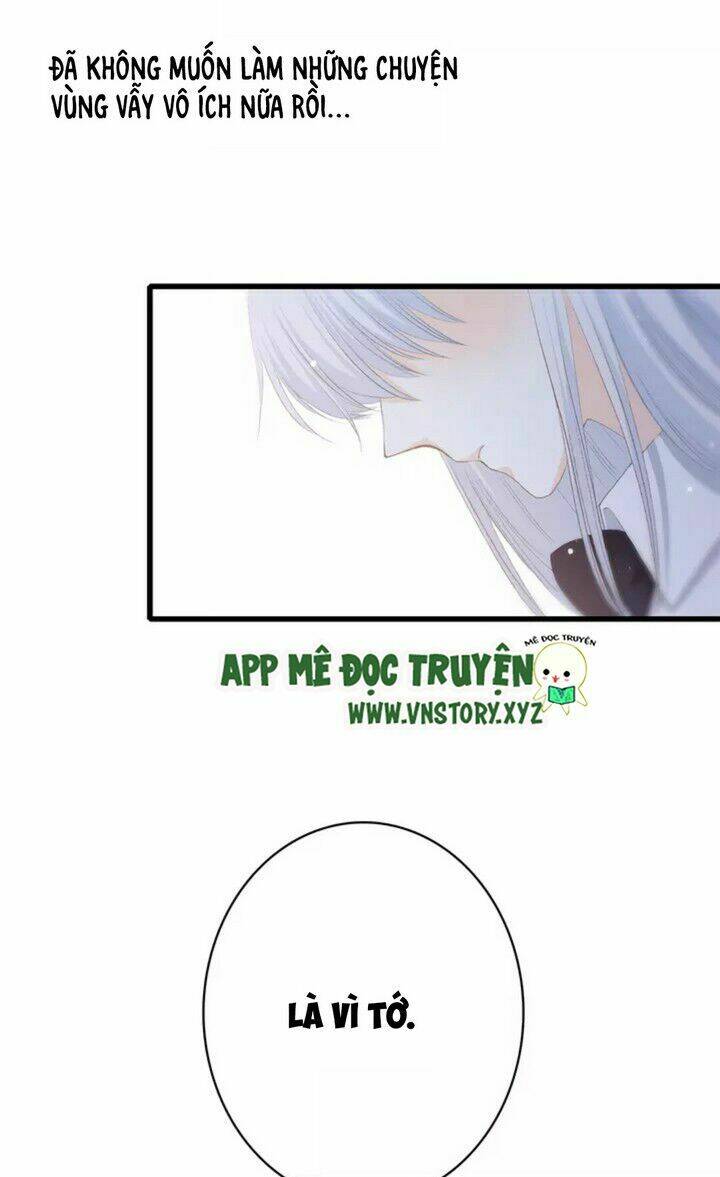 ĐÃ KHÔNG MUỐN LÀM NHỮNG CHUYỆN
VÙNG VẪY VÔ ÍCH NỮA RỒI...
MÊ ĐỌC TRUYỆN
APP MÊ ĐỌC TRUYỆN
WWW.VNSTORY.XYZ
LÀ VÌ TỚ.